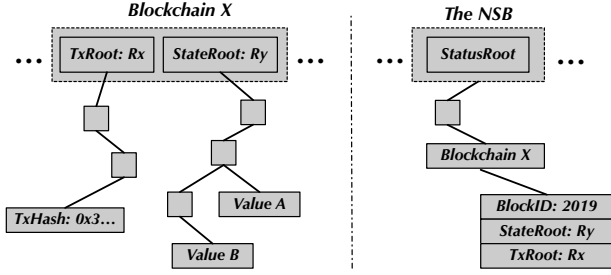 Blockchain X
The NSB
TxRoot: Rx
StateRoot: Ry
StatusRoot
...
...
...
...
Blockchain X
TxHash: 0x3...
Value A
Value B
BlockID: 2019
StateRoot: Ry
TxRoot: Rx